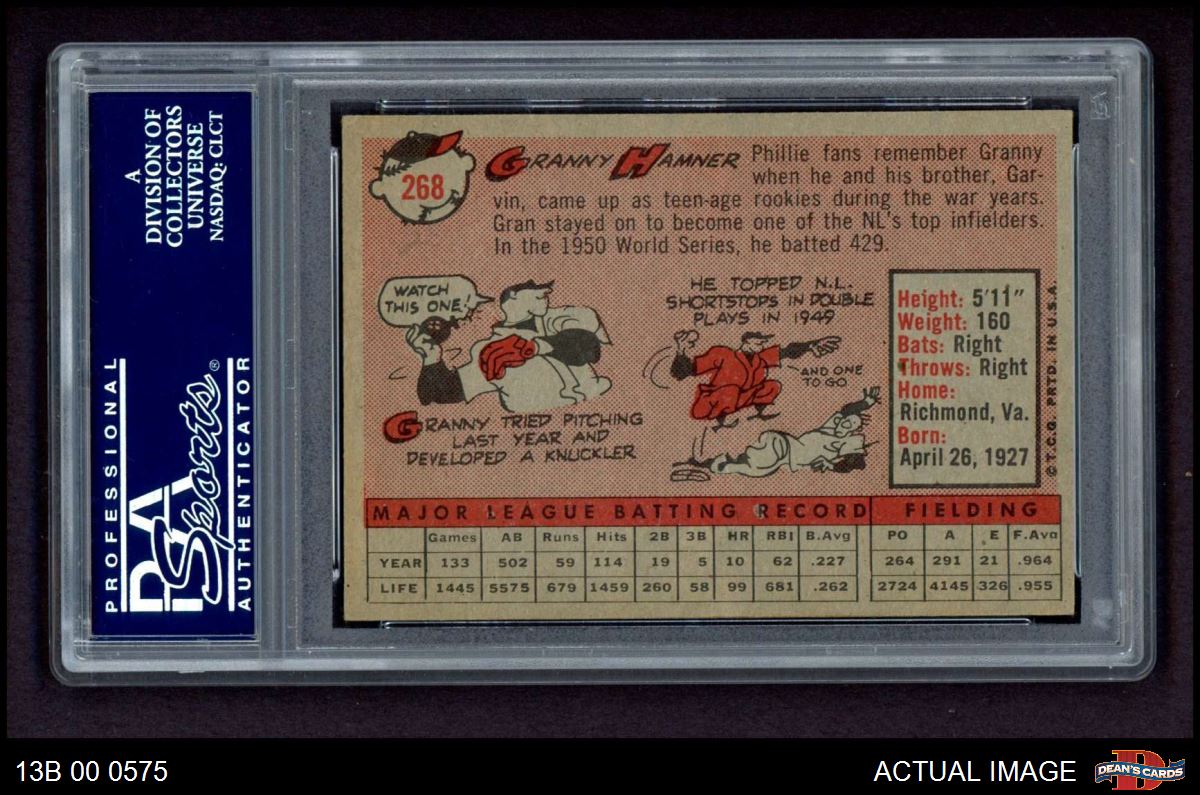 A
DIVISION OF
COLLECTORS
UNIVERSE
NASDAQ: CLCT
PROFESSIONAL
PSA
Sports®
AUTHENTICATOR
268
GRANNY HAMNER
Phillie fans remember Granny
when he and his brother, Gar-
vin, came up as teen-age rookies during the war years.
Gran stayed on to become one of the NL's top infielders.
In the 1950 World Series, he batted 429.
WATCH
THIS ONE!
GRANNY TRIED PITCHING
LAST YEAR AND
DEVELOPED A KNUCKLER
HE TOPPED N.L.
SHORTSTOPS IN DOUBLE
PLAYS IN 1949
AND ONE
TO GO
Height: 5'11"
Weight: 160
Bats: Right
Throws: Right
Home:
Richmond, Va.
Born:
April 26, 1927
© T.C.G. PRTD. IN U.S.A.
MAJOR LEAGUE BATTING RECORD FIELDING
Games AB Runs Hits 2B 3B HR RBI B.Avg PO A E F.Avg
YEAR 133 502 59 114 19 5 10 62 .227 264 291 21 .964
LIFE 1445 5575 679 1459 260 58 99 681 .262 2724 4145 326 .955
13B 00 0575
ACTUAL IMAGE
D
DEAN'S CARDS